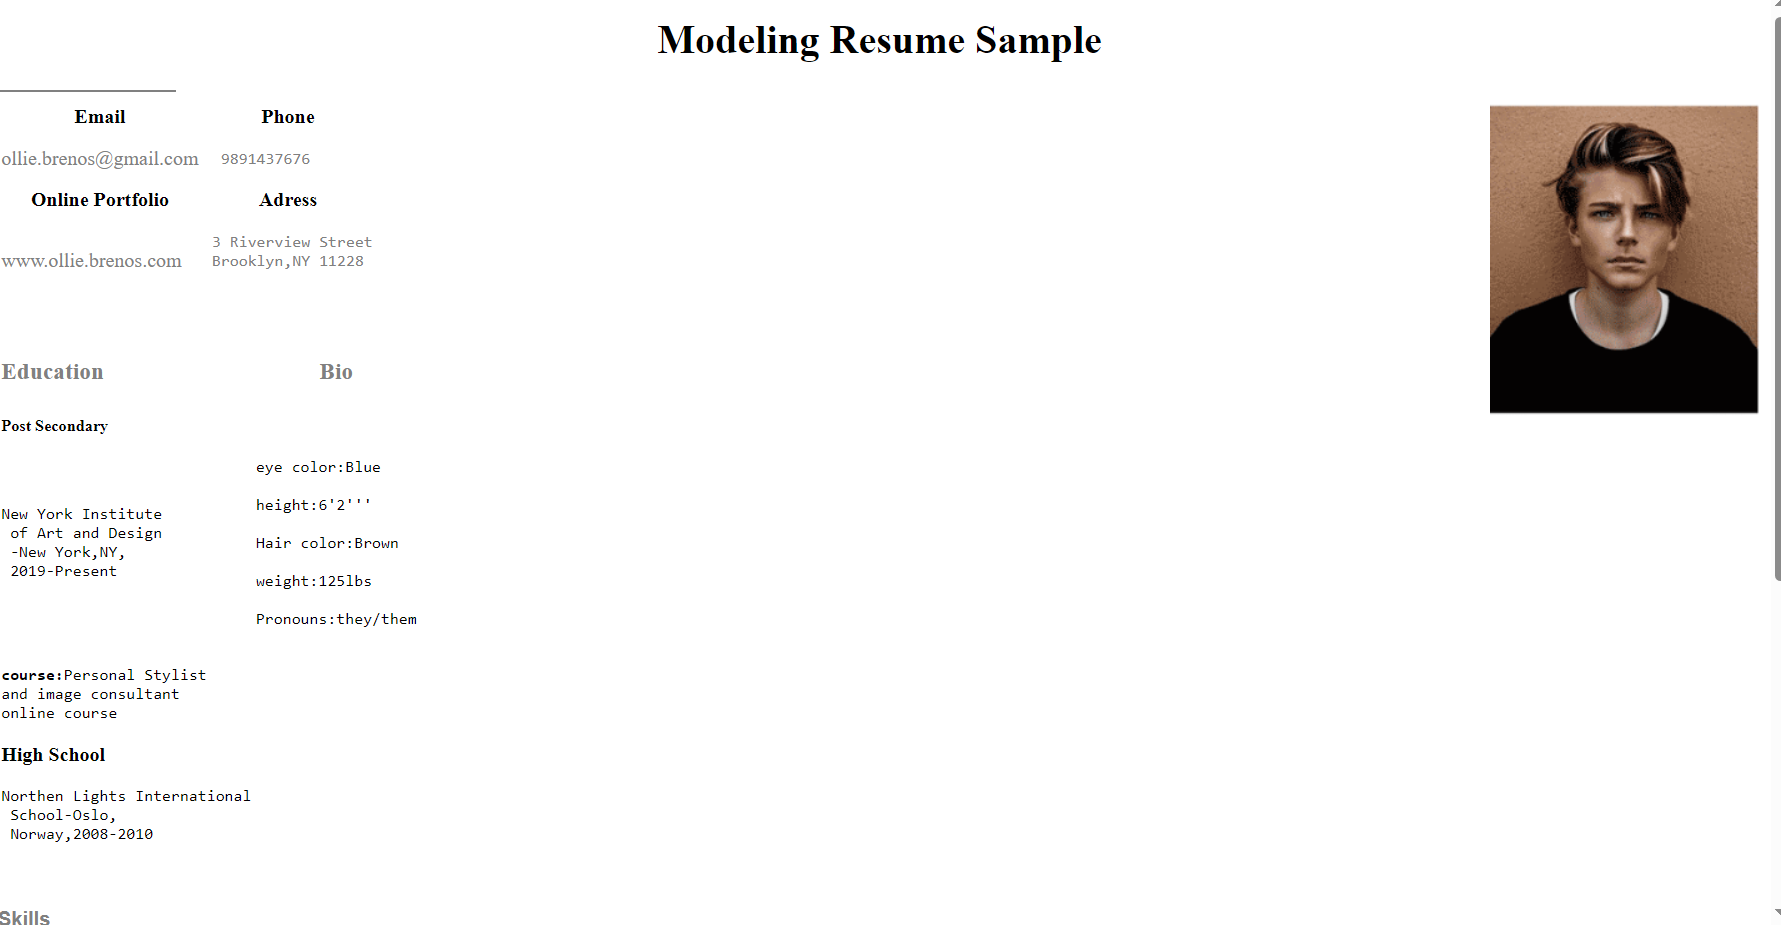 Modeling Resume Sample
Email Phone
ollie.brenos@gmail.com 9891437676
Online Portfolio Adress
3 Riverview Street
www.ollie.brenos.com Brooklyn,NY 11228
Education Bio
Post Secondary
eye color:Blue
height:6'2'''
New York Institute
of Art and Design
Hair color:Brown
-New York,NY,
2019-Present
weight:125lbs
Pronouns:they/them
course:Personal Stylist
and image consultant
online course
High School
Northen Lights International
School-Oslo,
Norway,2008-2010
Skills